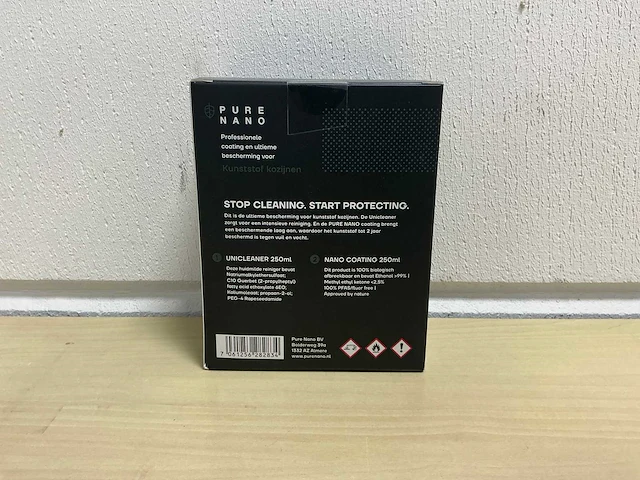 PURE
NANO
Professionele
coating en ultieme
bescherming voor
Kunststof kozijnen
STOP CLEANING. START PROTECTING.
Dit is de ultieme bescherming voor kunststof kozijnen. De Unicleaner
zorgt voor een intensieve reiniging. En de PURE NANO coating brengt
een beschermende laag aan, waardoor het kunststof tot 2 jaar
beschermd is tegen vuil en vocht.
1 UNICLEANER 250ml
Deze huidmilde reiniger bevat
Natriumalkylethersulfaat;
C10 Guerbet (2-propylheptyl)
fatty acid ethoxylate 6EO;
Kaliumoleaat; propaan-2-ol;
PEG-4 Rapeseedamide
2 NANO COATING 250ml
Dit product is 100% biologisch
afbreekbaar en bevat Ethanol >99% |
Methyl ethyl ketone <2,5%
100% PFAS/fluor free |
Approved by nature
7061256282834
Pure Nano BV
Bolderweg 39a
1332 AZ Almere
www.purenano.nl